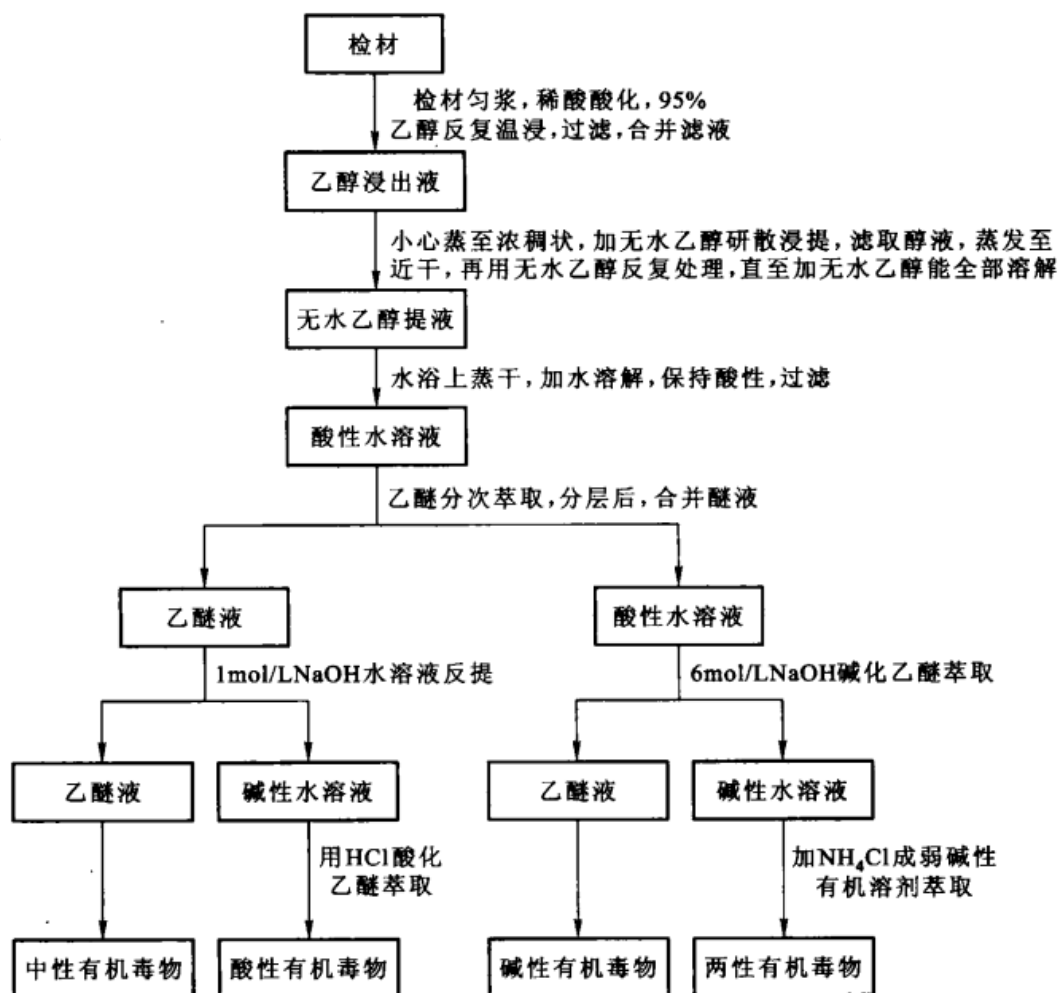 检材
检材匀浆,稀酸酸化,95%
乙醇反复温浸,过滤,合并滤液
乙醇浸出液
小心蒸至浓稠状,加无水乙醇研散浸提,滤取醇液,蒸发至
近干,再用无水乙醇反复处理,直至加无水乙醇能全部溶解
无水乙醇提液
水浴上蒸干,加水溶解,保持酸性,过滤
酸性水溶液
乙醚分次萃取,分层后,合并醚液
乙醚液
酸性水溶液
1mol/LNaOH水溶液反提
6mol/LNaOH碱化乙醚萃取
乙醚液
碱性水溶液
乙醚液
碱性水溶液
用HCl酸化
乙醚萃取
加NH₄Cl成弱碱性
有机溶剂萃取
中性有机毒物
酸性有机毒物
碱性有机毒物
两性有机毒物